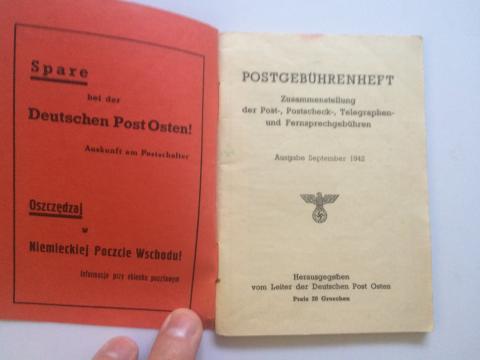 Spare
bei der
Deutschen Post Osten!
Auskunft am Postschalter
Oszczędzaj
w
Niemieckiej Poczcie Wschodu!
Informacje przy okienku pocztowym
POSTGEBÜHRENHEFT
Zusammenstellung
der Post-, Postscheck-, Telegraphen-
und Fernsprechgebühren
Ausgabe September 1942
Herausgegeben
vom Leiter der Deutschen Post Osten
Preis 20 Groschen